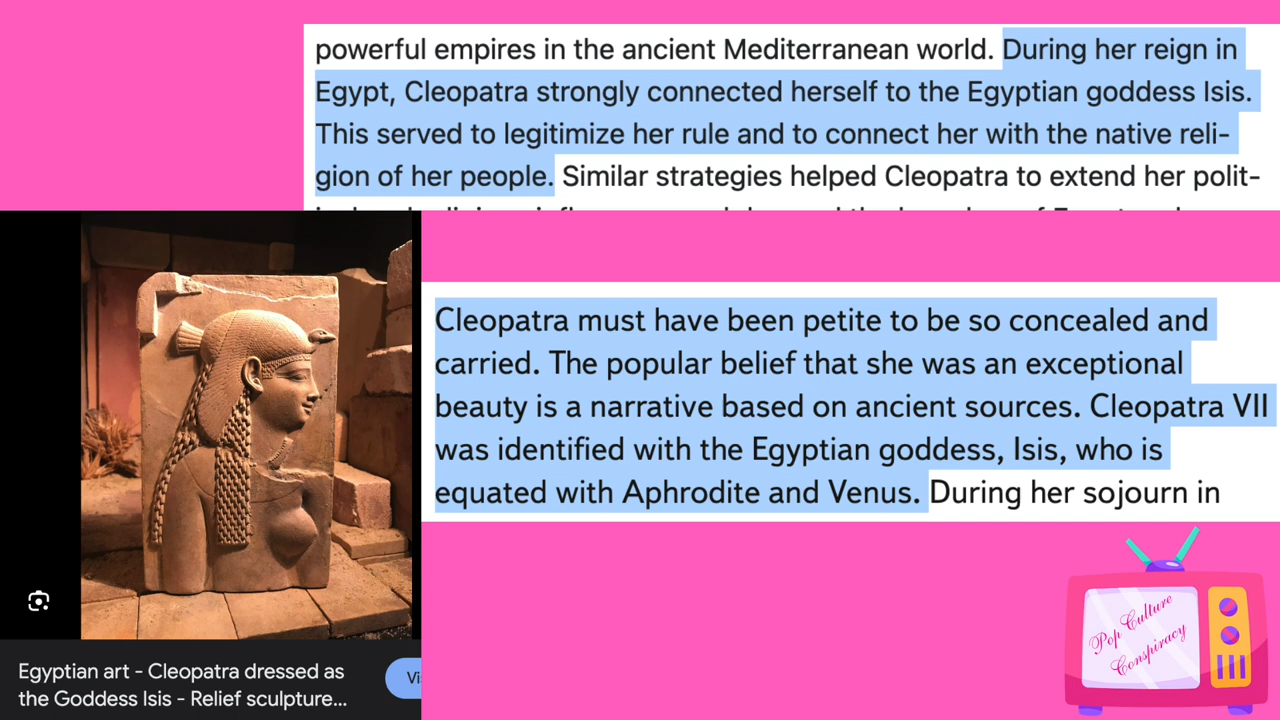 powerful empires in the ancient Mediterranean world. During her reign in
Egypt, Cleopatra strongly connected herself to the Egyptian goddess Isis.
This served to legitimize her rule and to connect her with the native reli-
gion of her people. Similar strategies helped Cleopatra to extend her polit-
Cleopatra must have been petite to be so concealed and
carried. The popular belief that she was an exceptional
beauty is a narrative based on ancient sources. Cleopatra VII
was identified with the Egyptian goddess, Isis, who is
equated with Aphrodite and Venus. During her sojourn in
Egyptian art - Cleopatra dressed as
the Goddess Isis - Relief sculpture...
Vi
Pop Culture
Conspiracy